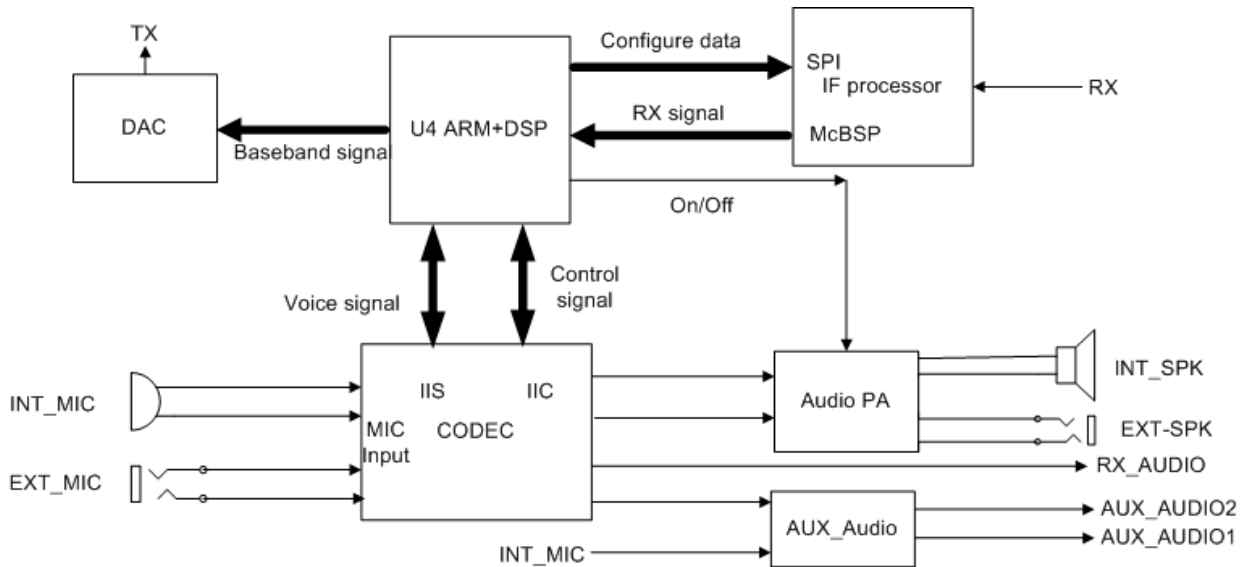 TX
Configure data
SPI
IF processor
RX
DAC
U4 ARM+DSP
RX signal
McBSP
Baseband signal
On/Off
Voice signal
Control
signal
INT_MIC
IIS
IIC
MIC
Input
CODEC
EXT_MIC
Audio PA
INT_SPK
EXT-SPK
RX_AUDIO
AUX_Audio
AUX_AUDIO2
AUX_AUDIO1
INT_MIC